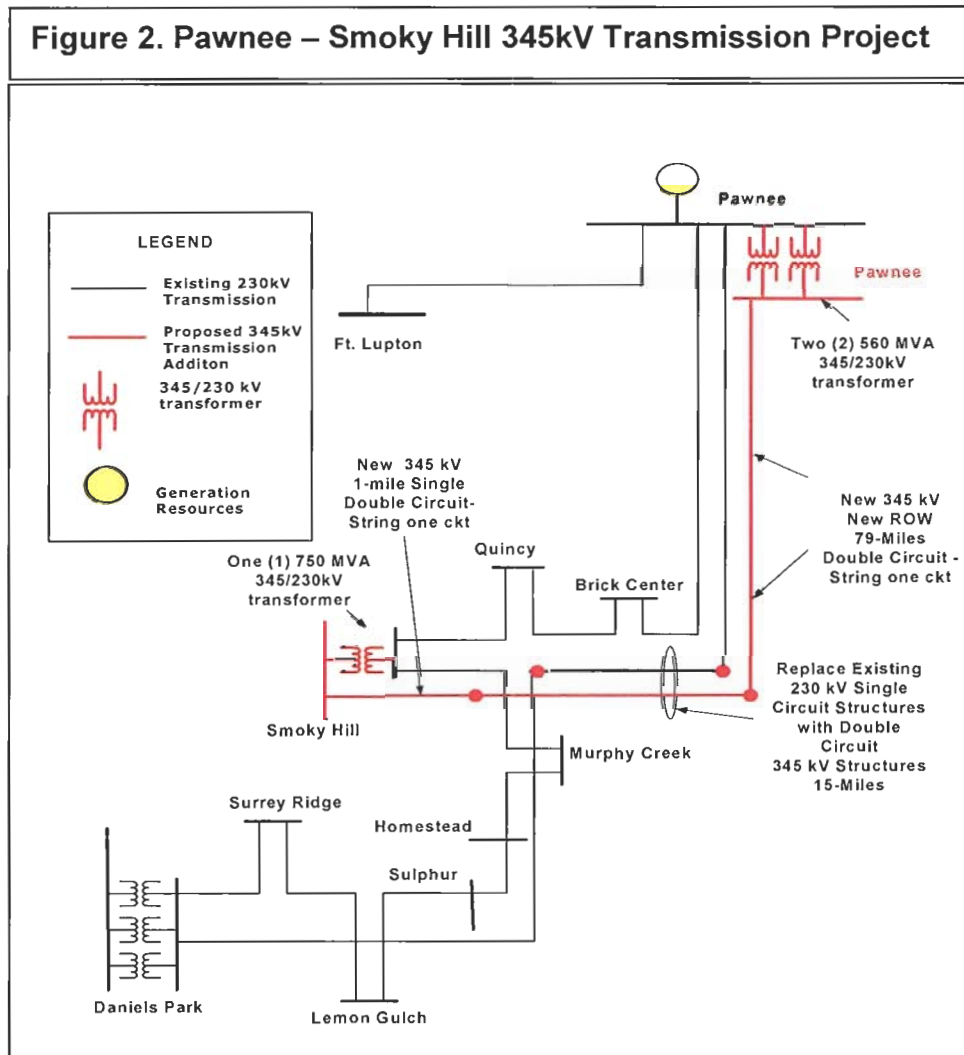 Figure 2. Pawnee – Smoky Hill 345kV Transmission Project
Pawnee
LEGEND
Existing 230kV
Transmission
Proposed 345kV
Transmission
Additon
345/230 kV
transformer
Generation
Resources
Pawnee
Ft. Lupton
Two (2) 560 MVA
345/230kV
transformer
New 345 kV
1-mile Single
Double Circuit-
String one ckt
New 345 kV
New ROW
79-Miles
Double Circuit -
String one ckt
Quincy
One (1) 750 MVA
345/230kV
transformer
Brick Center
Replace Existing
230 kV Single
Circuit Structures
with Double
Circuit
345 kV Structures
15-Miles
Smoky Hill
Murphy Creek
Surrey Ridge
Homestead
Sulphur
Daniels Park
Lemon Gulch